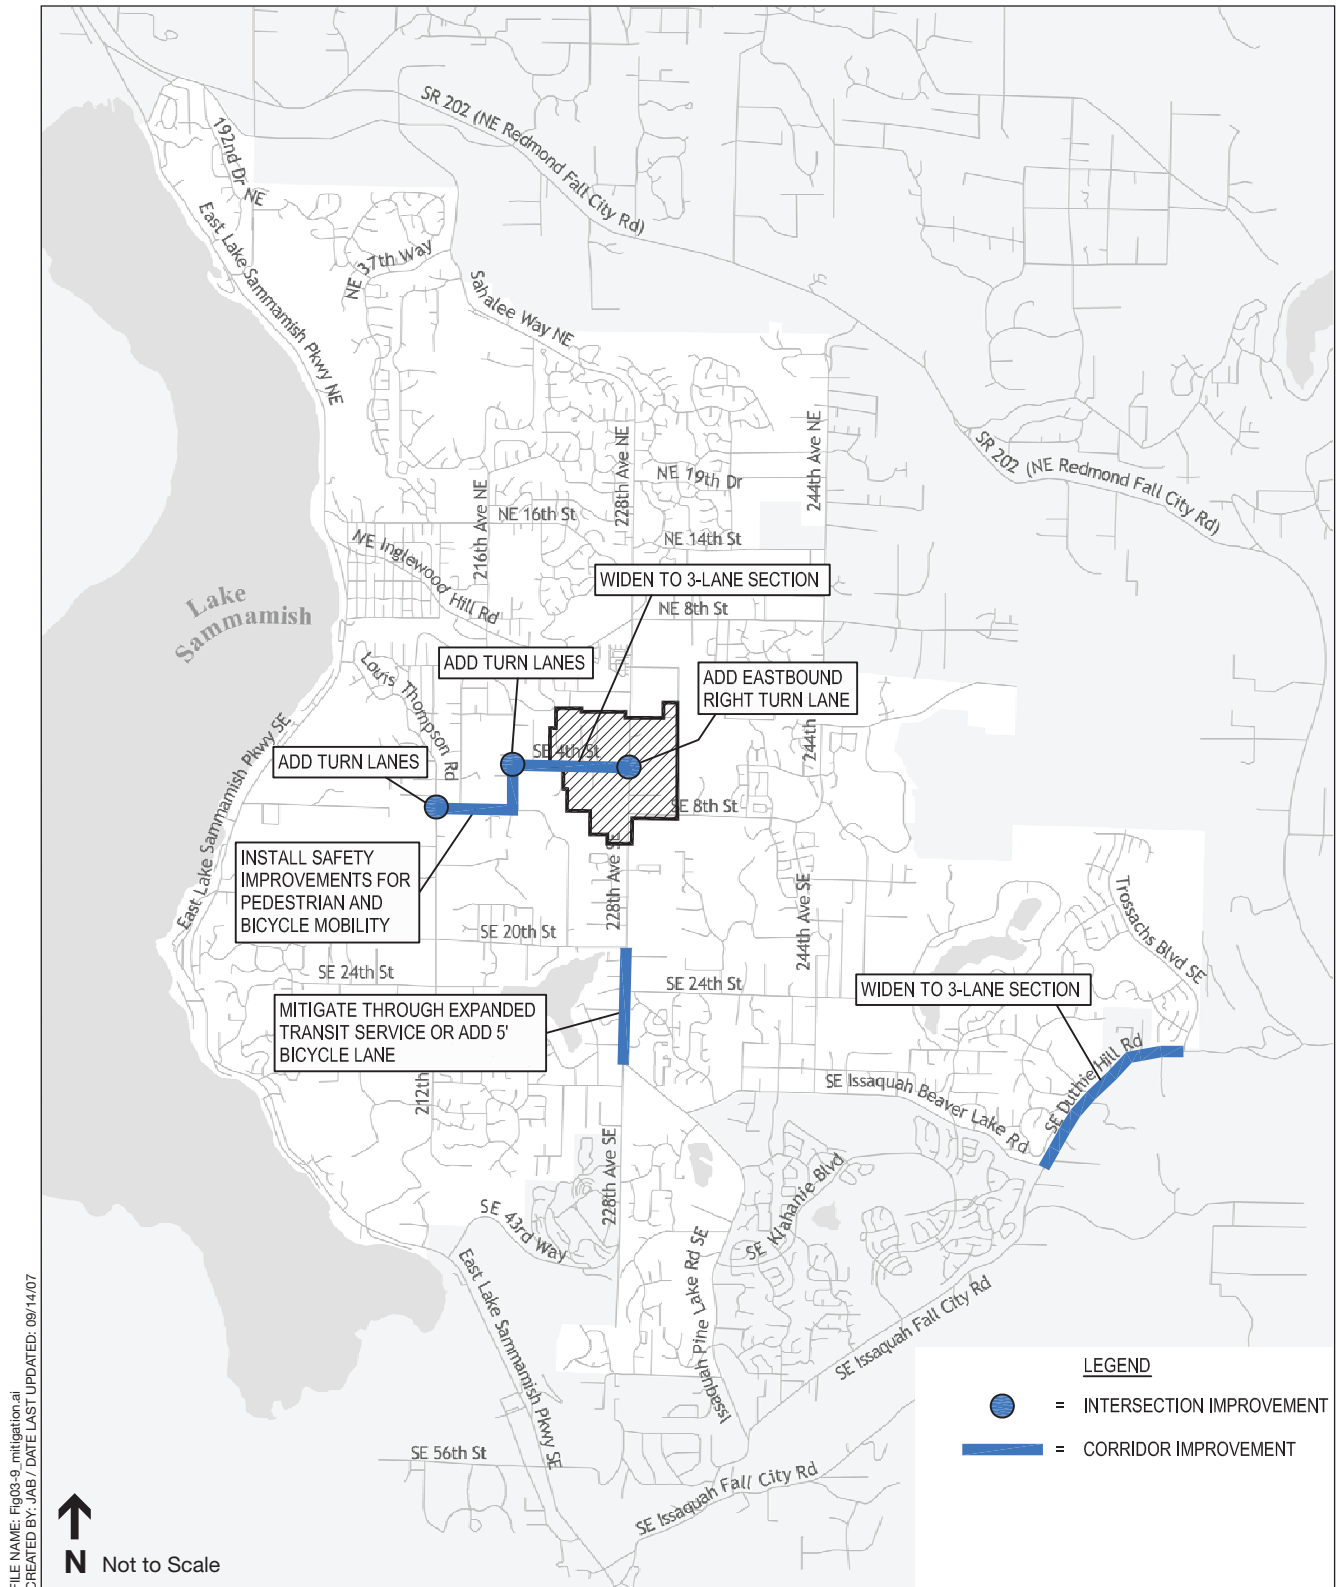 SR 202 (NE Redmond Fall City Rd)
192nd Dr NE
East Lake Sammamish Pkwy NE
NE 37th Way
Sahalee Way NE
228th Ave NE
244th Ave NE
NE 19th Dr
SR 202 (NE Redmond Fall City Rd)
216th Ave NE
NE 16th St
NE 14th St
NE Inglewood Hill Rd
WIDEN TO 3-LANE SECTION
NE 8th St
Lake
Sammamish
ADD TURN LANES
Louis Thompson Rd
ADD EASTBOUND
RIGHT TURN LANE
East Lake Sammamish Pkwy SE
244th
SE 4th St
ADD TURN LANES
SE 8th St
INSTALL SAFETY
IMPROVEMENTS FOR
PEDESTRIAN AND
BICYCLE MOBILITY
228th Ave SE
244th Ave SE
Trossachs Blvd SE
SE 20th St
SE 24th St
SE 24th St
WIDEN TO 3-LANE SECTION
MITIGATE THROUGH EXPANDED
TRANSIT SERVICE OR ADD 5'
BICYCLE LANE
SE Duthie Hill Rd
212th
SE Issaquah Beaver Lake Rd
228th Ave SE
SE Klahanie Blvd
SE 43rd Way
East Lake Sammamish Pkwy SE
Issaquah Pine Lake Rd SE
SE Issaquah Fall City Rd
SE 56th St
SE Issaquah Fall City Rd
LEGEND
= INTERSECTION IMPROVEMENT
= CORRIDOR IMPROVEMENT
N Not to Scale
FILE NAME: Fig03-9_mitigation.ai
CREATED BY: JAB / DATE LAST UPDATED: 09/14/07